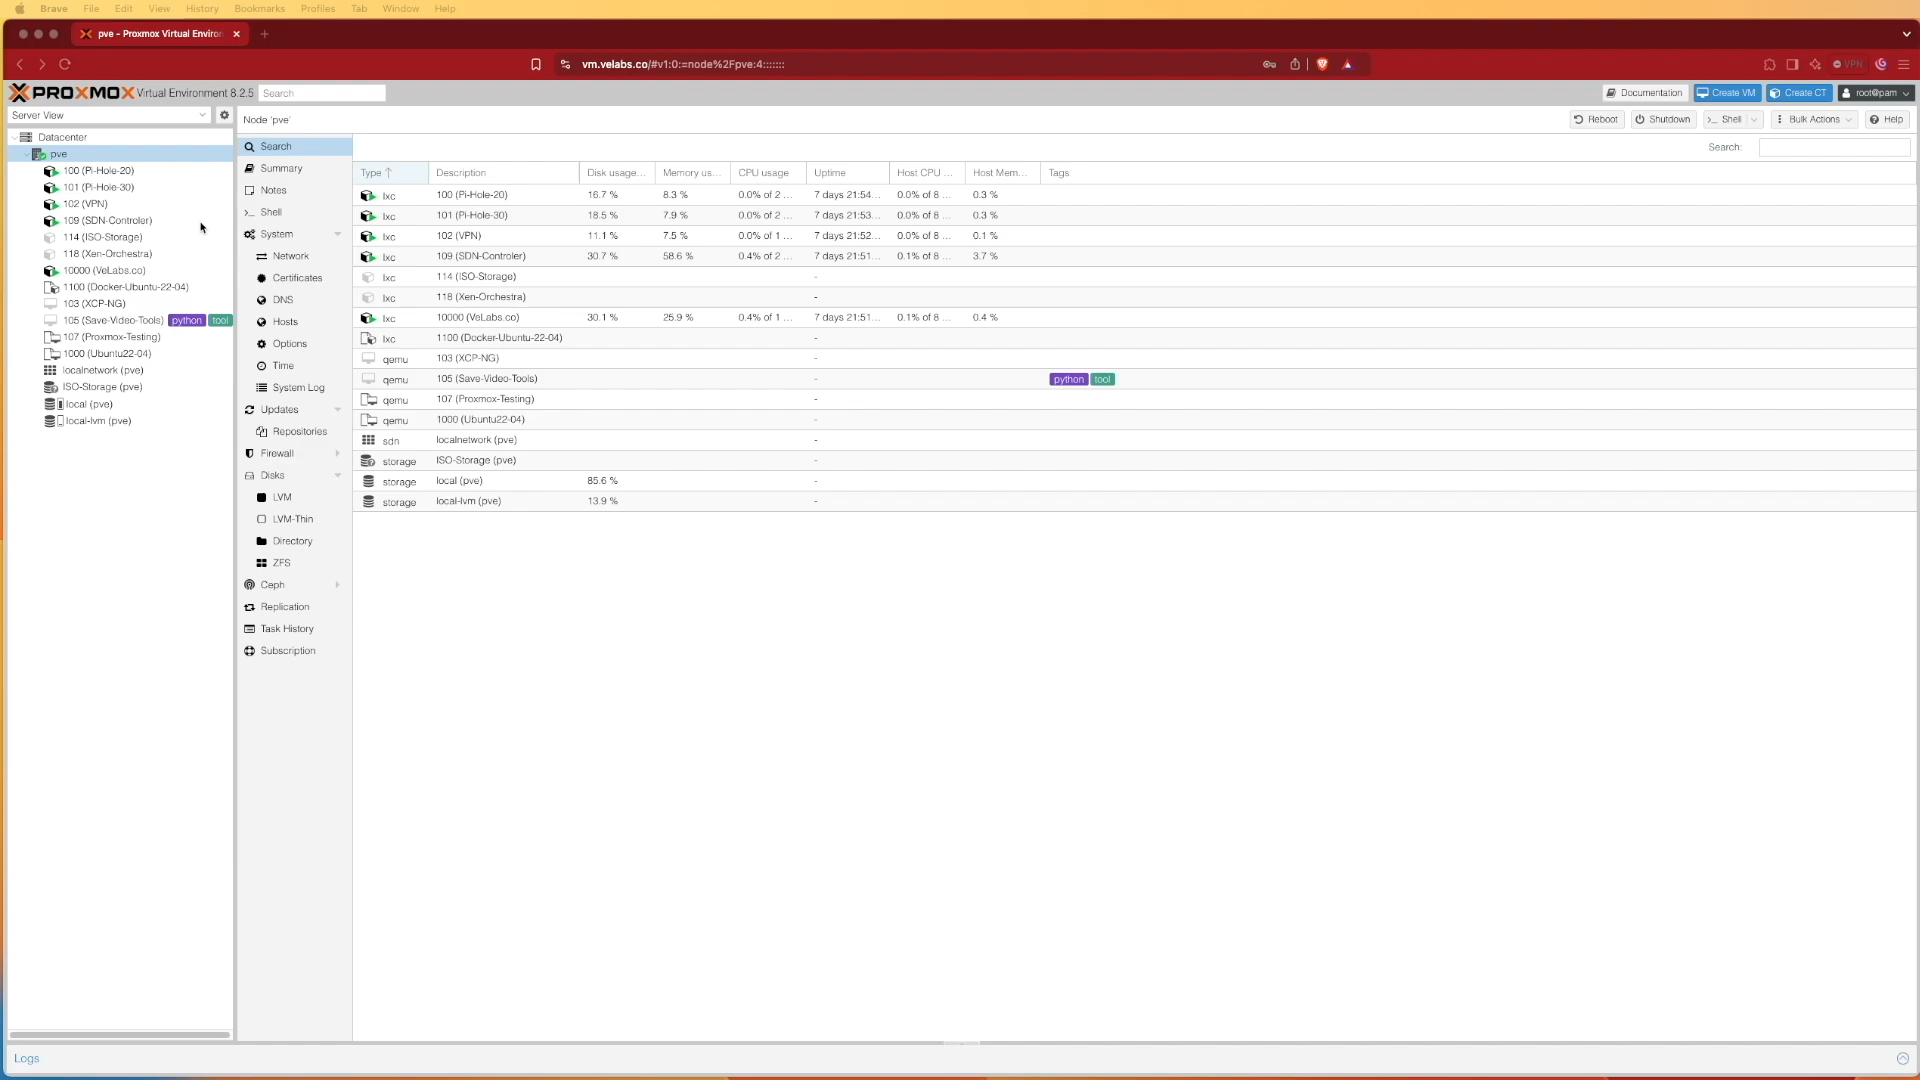 Brave File Edit View History Bookmarks Profiles Tab Window Help
pve - Proxmox Virtual Environ
vm.velabs.co/#v1:0:=node%2Fpve:4:::::::
VPN
PROXMOX Virtual Environment 8.2.5 Search
Documentation Create VM Create CT root@pam
Server View
Node 'pve'
Reboot Shutdown >_ Shell Bulk Actions Help
Datacenter
pve
100 (Pi-Hole-20)
101 (Pi-Hole-30)
102 (VPN)
109 (SDN-Controler)
114 (ISO-Storage)
118 (Xen-Orchestra)
10000 (VeLabs.co)
1100 (Docker-Ubuntu-22-04)
103 (XCP-NG)
105 (Save-Video-Tools) python tool
107 (Proxmox-Testing)
1000 (Ubuntu22-04)
localnetwork (pve)
ISO-Storage (pve)
local (pve)
local-lvm (pve)
Search
Summary
Notes
>_ Shell
System
Network
Certificates
DNS
Hosts
Options
Time
System Log
Updates
Repositories
Firewall
Disks
LVM
LVM-Thin
Directory
ZFS
Ceph
Replication
Task History
Subscription
Search:
Type Description Disk usage... Memory us... CPU usage Uptime Host CPU ... Host Mem... Tags
lxc 100 (Pi-Hole-20) 16.7 % 8.3 % 0.0% of 2 ... 7 days 21:54... 0.0% of 8 ... 0.3 %
lxc 101 (Pi-Hole-30) 18.5 % 7.9 % 0.0% of 2 ... 7 days 21:53... 0.0% of 8 ... 0.3 %
lxc 102 (VPN) 11.1 % 7.5 % 0.0% of 1 ... 7 days 21:52... 0.0% of 8 ... 0.1 %
lxc 109 (SDN-Controler) 30.7 % 58.6 % 0.4% of 2 ... 7 days 21:51... 0.1% of 8 ... 3.7 %
lxc 114 (ISO-Storage) -
lxc 118 (Xen-Orchestra) -
lxc 10000 (VeLabs.co) 30.1 % 25.9 % 0.4% of 1 ... 7 days 21:51... 0.1% of 8 ... 0.4 %
lxc 1100 (Docker-Ubuntu-22-04) -
qemu 103 (XCP-NG) -
qemu 105 (Save-Video-Tools) - python tool
qemu 107 (Proxmox-Testing) -
qemu 1000 (Ubuntu22-04) -
sdn localnetwork (pve) -
storage ISO-Storage (pve) -
storage local (pve) 85.6 % -
storage local-lvm (pve) 13.9 % -
Logs